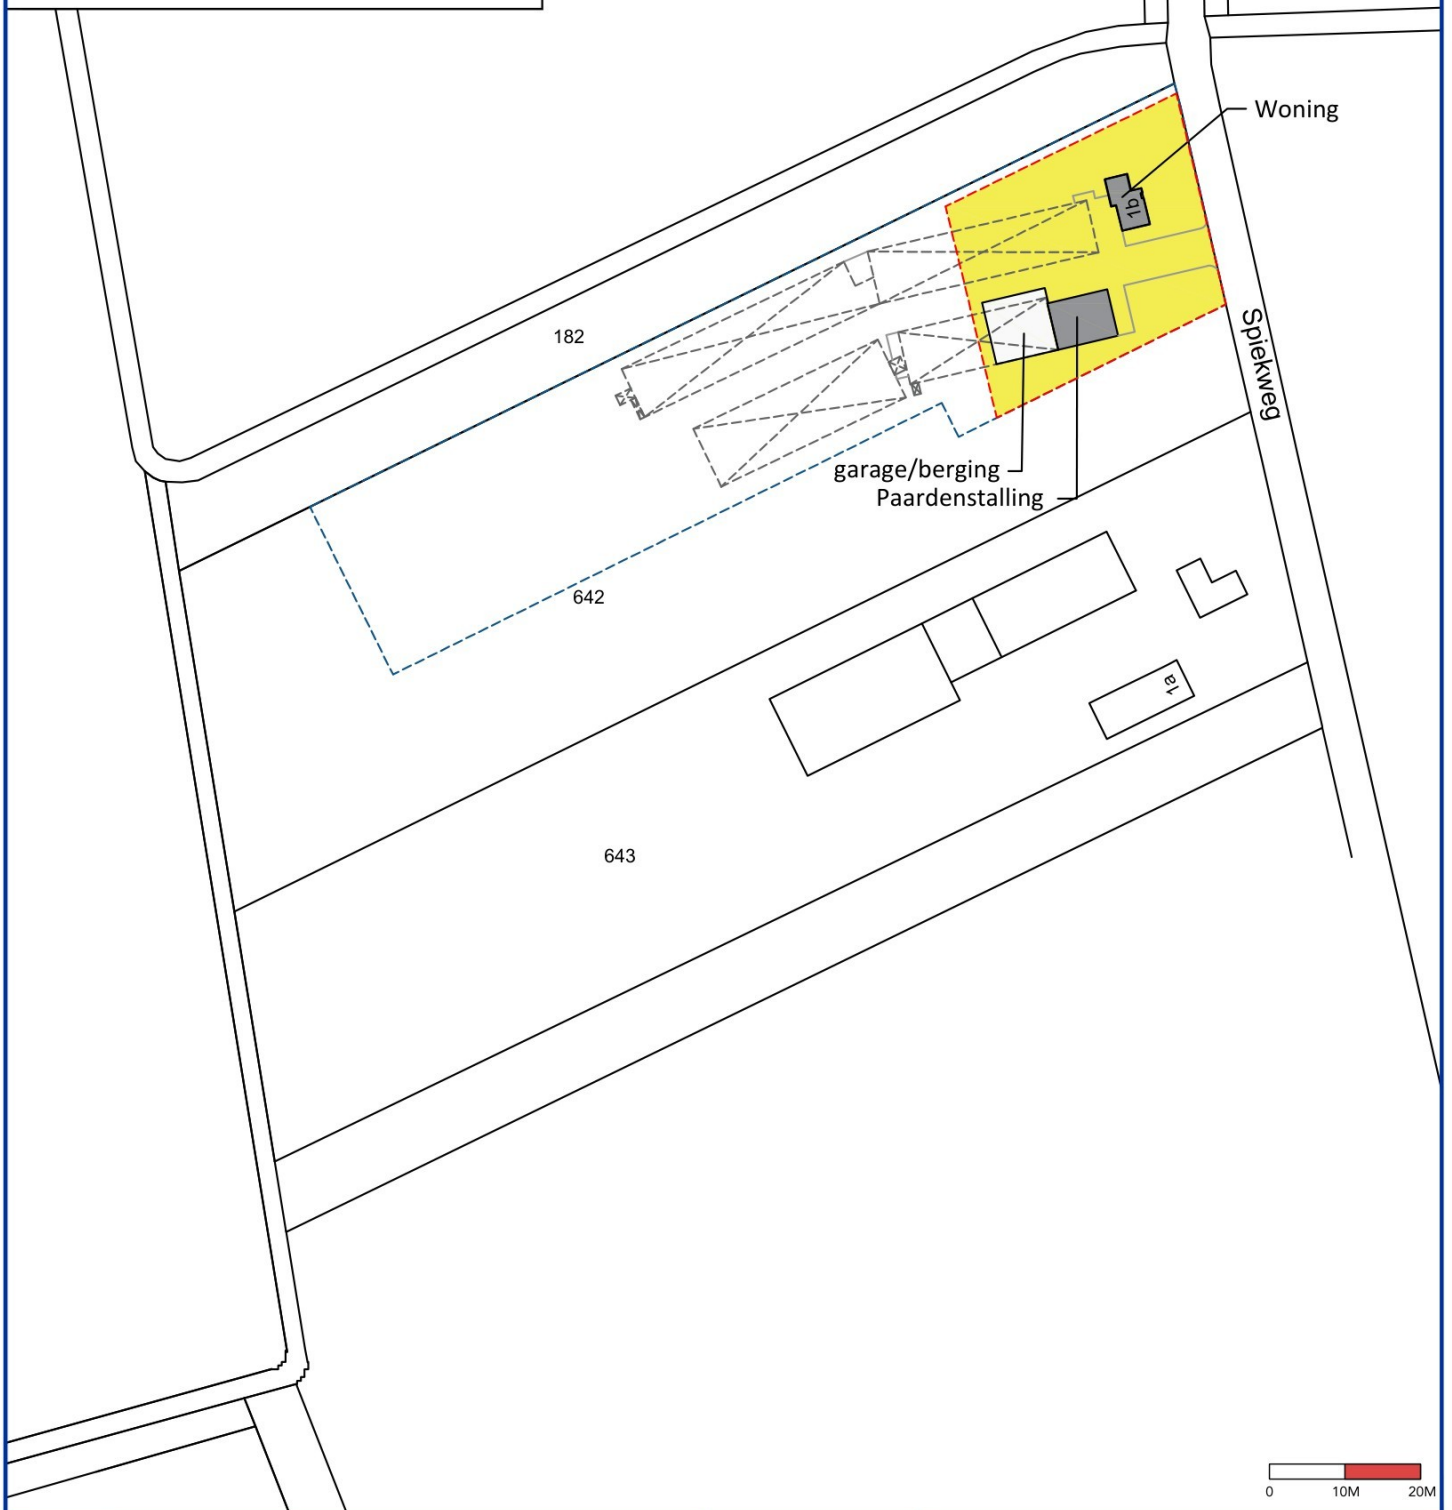 Woning
1b
182
Spiekweg
garage/berging
Paardenstalling
642
1a
643
0 10M 20M